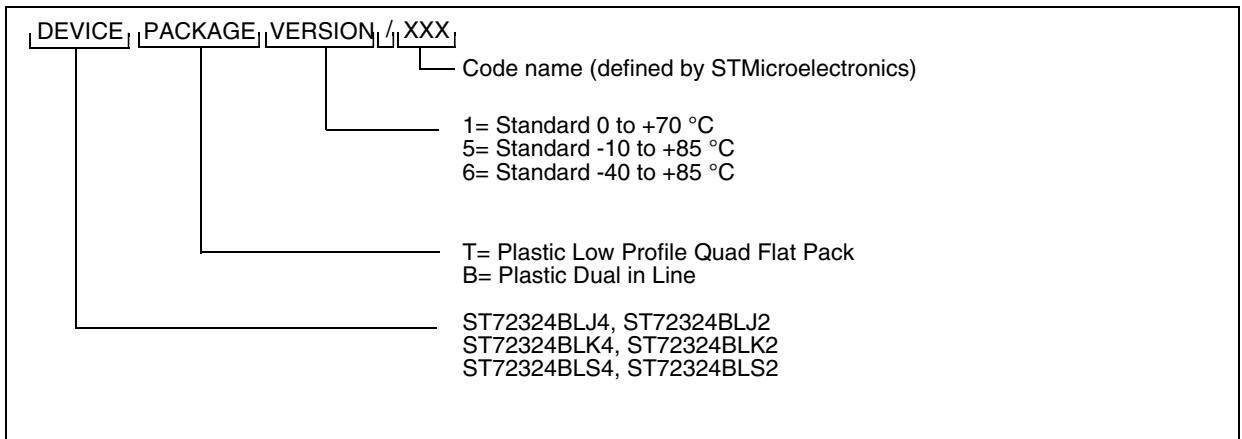 DEVICE PACKAGE VERSION / XXX
Code name (defined by STMicroelectronics)
1= Standard 0 to +70 °C
5= Standard -10 to +85 °C
6= Standard -40 to +85 °C
T= Plastic Low Profile Quad Flat Pack
B= Plastic Dual in Line
ST72324BLJ4, ST72324BLJ2
ST72324BLK4, ST72324BLK2
ST72324BLS4, ST72324BLS2